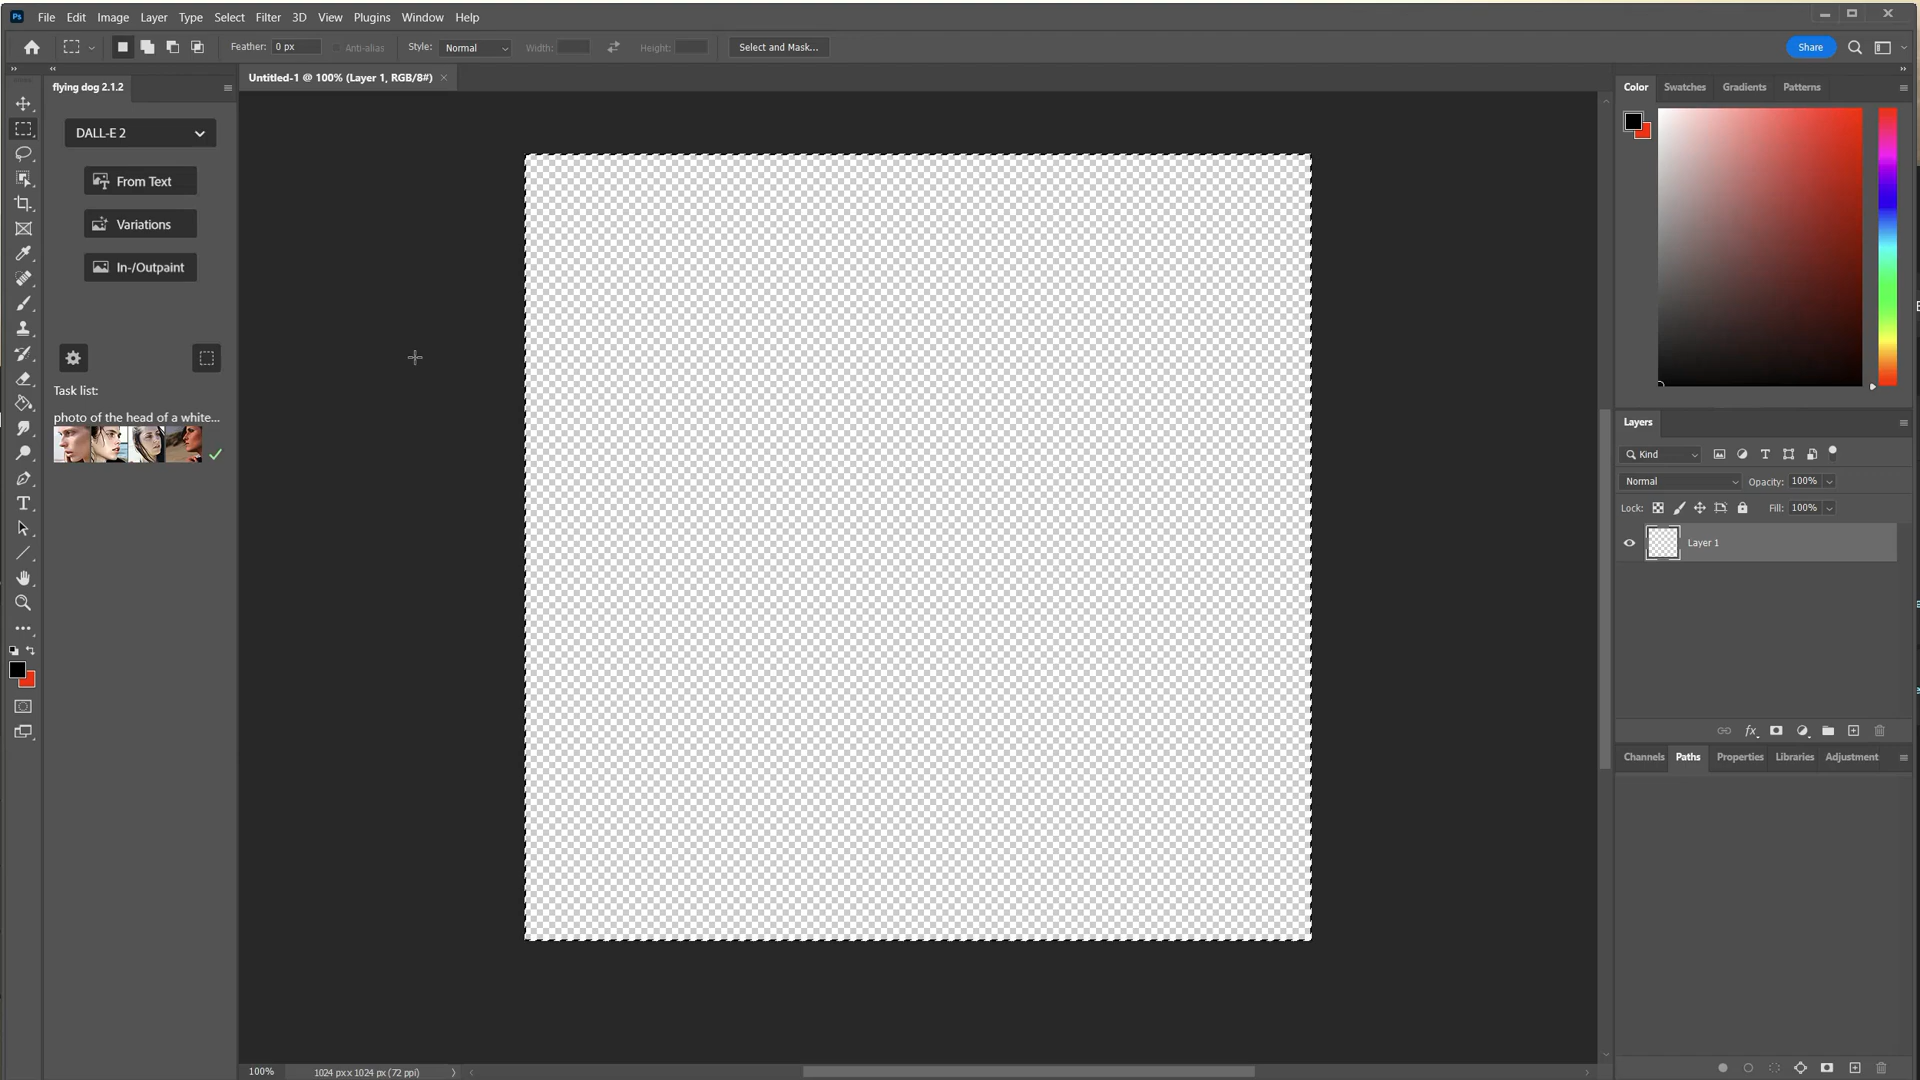 Ps File Edit Image Layer Type Select Filter 3D View Plugins Window Help
Feather: 0 px Anti-alias Style: Normal Width: Height: Select and Mask... Share
flying dog 2.1.2
Untitled-1 @ 100% (Layer 1, RGB/8#)
DALL-E 2
From Text
Variations
In-/Outpaint
Task list:
photo of the head of a white...
T
Color Swatches Gradients Patterns
Layers
Kind
T
Normal Opacity: 100%
Lock: Fill: 100%
Layer 1
fx
Channels Paths Properties Libraries Adjustment
100% 1024 px x 1024 px (72 ppi)